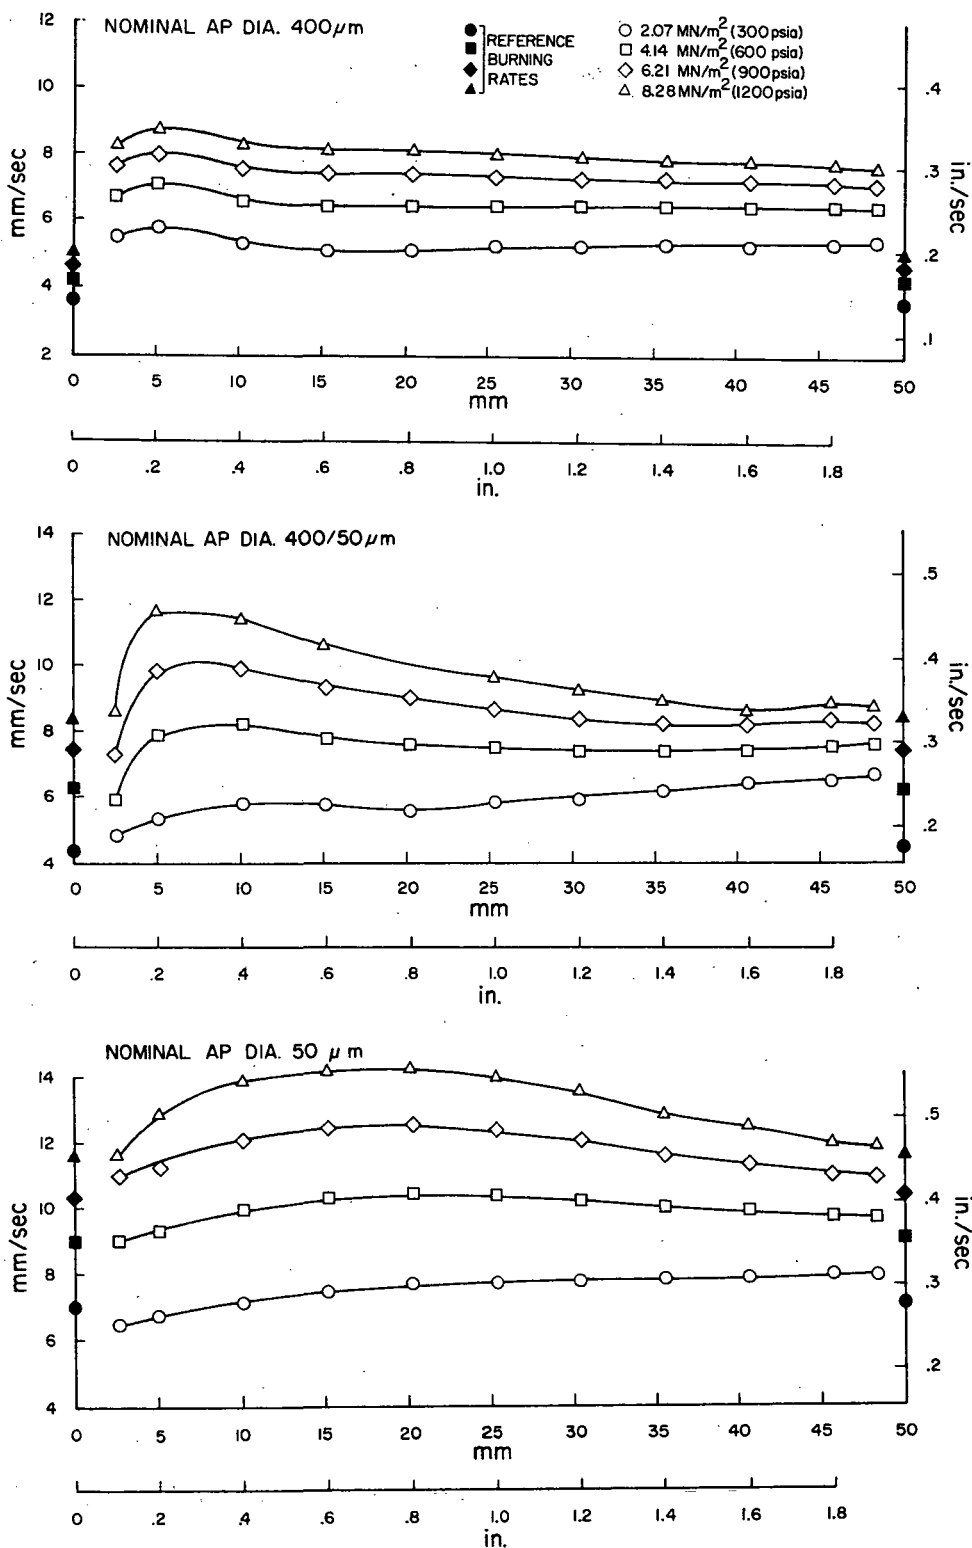 NOMINAL AP DIA. 400μm
REFERENCE
BURNING
RATES
2.07 MN/m² (300 psia)
4.14 MN/m² (600 psia)
6.21 MN/m² (900 psia)
8.28 MN/m² (1200 psia)
12
10
8
6
4
2
mm/sec
.4
.3
.2
.1
in./sec
0 5 10 15 20 25 30 35 40 45 50
mm
0 .2 .4 .6 .8 1.0 1.2 1.4 1.6 1.8
in.
NOMINAL AP DIA. 400/50μm
14
12
10
8
6
4
mm/sec
.5
.4
.3
.2
in./sec
0 5 10 15 20 25 30 35 40 45 50
mm
0 .2 .4 .6 .8 1.0 1.2 1.4 1.6 1.8
in.
NOMINAL AP DIA. 50 μm
14
12
10
8
6
4
mm/sec
.5
.4
.3
.2
in./sec
0 5 10 15 20 25 30 35 40 45 50
mm
0 .2 .4 .6 .8 1.0 1.2 1.4 1.6 1.8
in.